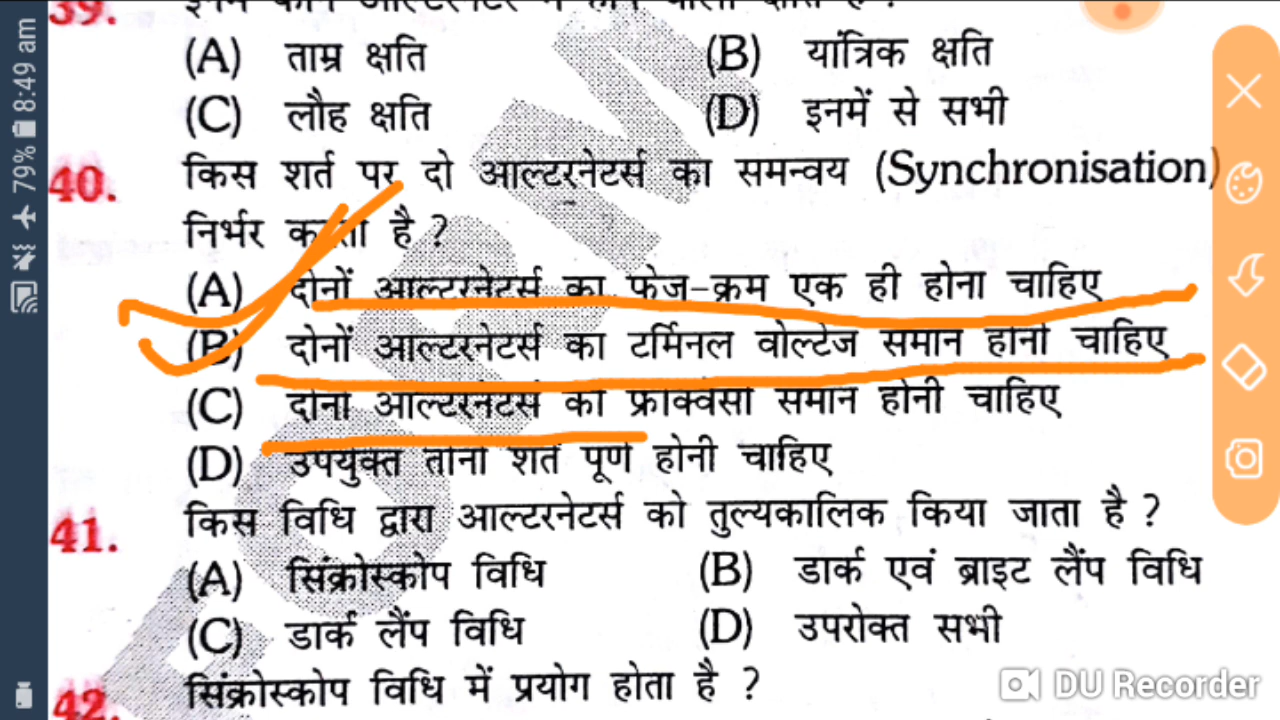 79% 8:49 am
39.
(A) ताम्र क्षति (B) यांत्रिक क्षति
(C) लौह क्षति (D) इनमें से सभी
40. किस शर्त पर दो आल्टरनेटर्स का समन्वय (Synchronisation)
निर्भर करता है ?
(A) दोनों आल्टरनेटर्स का फेज-क्रम एक ही होना चाहिए
(B) दोनों आल्टरनेटर्स का टर्मिनल वोल्टेज समान होनी चाहिए
(C) दोनों आल्टरनेटर्स की फ्रीक्वेंसी समान होनी चाहिए
(D) उपर्युक्त तीनों शर्तें पूर्ण होनी चाहिए
41. किस विधि द्वारा आल्टरनेटर्स को तुल्यकालिक किया जाता है ?
(A) सिंक्रोस्कोप विधि (B) डार्क एवं ब्राइट लैंप विधि
(C) डार्क लैंप विधि (D) उपरोक्त सभी
42. सिंक्रोस्कोप विधि में प्रयोग होता है ?
DU Recorder